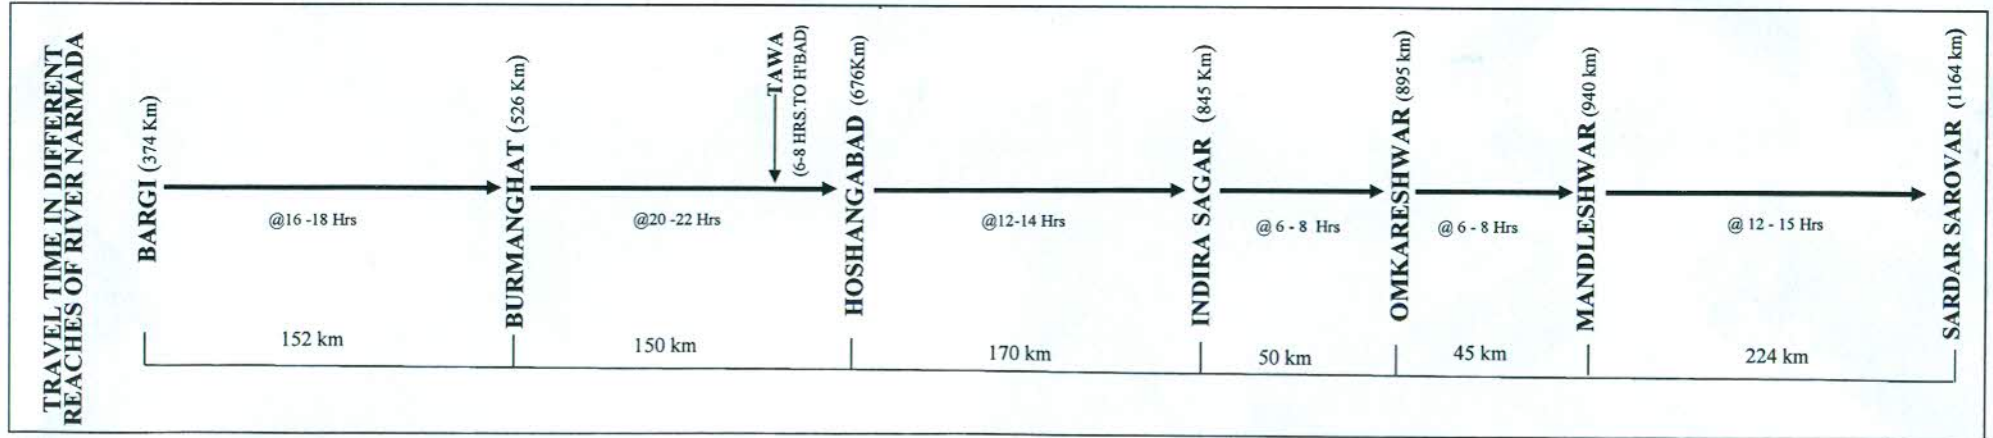 TRAVEL TIME IN DIFFERENT
REACHES OF RIVER NARMADA
BARGI (374 Km)
@16 -18 Hrs
152 km
BURMANGHAT (526 Km)
@20 -22 Hrs
150 km
TAWA
(6-8 HRS.TO H'BAD)
HOSHANGABAD (676Km)
@12-14 Hrs
170 km
INDIRA SAGAR (845 Km)
@ 6 - 8 Hrs
50 km
OMKARESHWAR (895 km)
@ 6 - 8 Hrs
45 km
MANDLESHWAR (940 km)
@ 12 - 15 Hrs
224 km
SARDAR SAROVAR (1164 km)